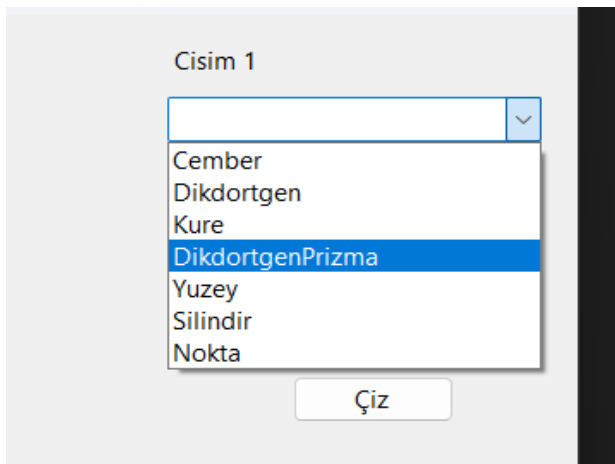 Cisim 1
Cember
Dikdortgen
Kure
DikdortgenPrizma
Yuzey
Silindir
Nokta
Çiz